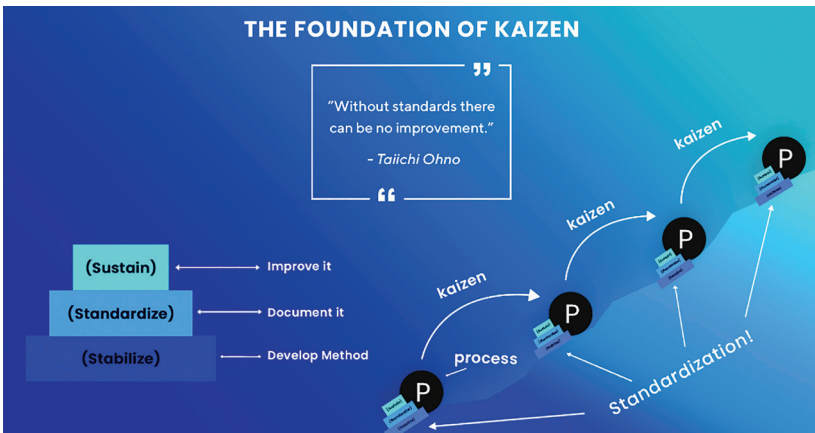 THE FOUNDATION OF KAIZEN
”Without standards there
can be no improvement.”
– Taiichi Ohno
kaizen
P
kaizen
P
(Sustain)
Improve it
kaizen
P
(Standardize)
Document it
(Stabilize)
Develop Method
process
P
Standardization!